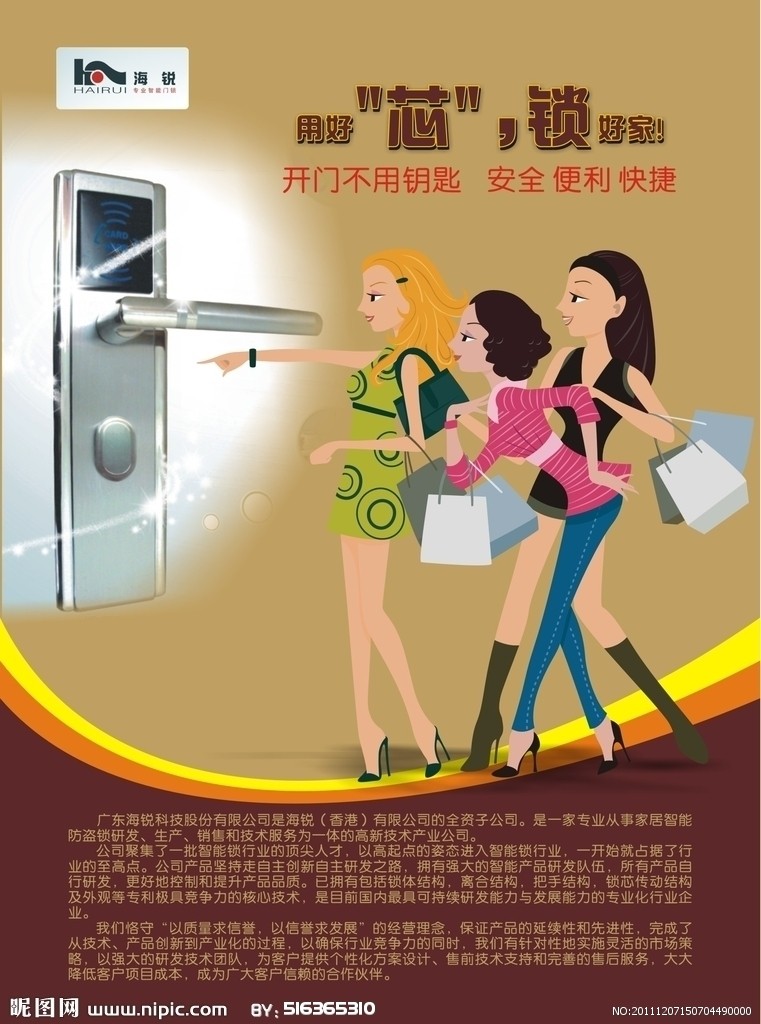 海锐
HAIRUI 专业智能门锁
用好"芯",锁好家!
开门不用钥匙 安全 便利 快捷
CARD
广东海锐科技股份有限公司是海锐(香港)有限公司的全资子公司。是一家专业从事家居智能
防盗锁研发、生产、销售和技术服务为一体的高新技术产业公司。
公司聚集了一批智能锁行业的顶尖人才,以高起点的姿态进入智能锁行业,一开始就占据了行
业的至高点。公司产品坚持走自主创新自主研发之路,拥有强大的智能产品研发队伍,所有产品自
行研发,更好地控制和提升产品品质。已拥有包括锁体结构,离合结构,把手结构,锁芯传动结构
及外观等专利极具竞争力的核心技术,是目前国内最具可持续研发能力与发展能力的专业化行业企
业。
我们恪守“以质量求信誉,以信誉求发展”的经营理念,保证产品的延续性和先进性,完成了
从技术、产品创新到产业化的过程,以确保行业竞争力的同时,我们有针对性地实施灵活的市场策
略,以强大的研发技术团队,为客户提供个性化方案设计、售前技术支持和完善的售后服务,大大
降低客户项目成本,成为广大客户信赖的合作伙伴。
昵图网 www.nipic.com BY: 516365310 NO:20111207150704490000